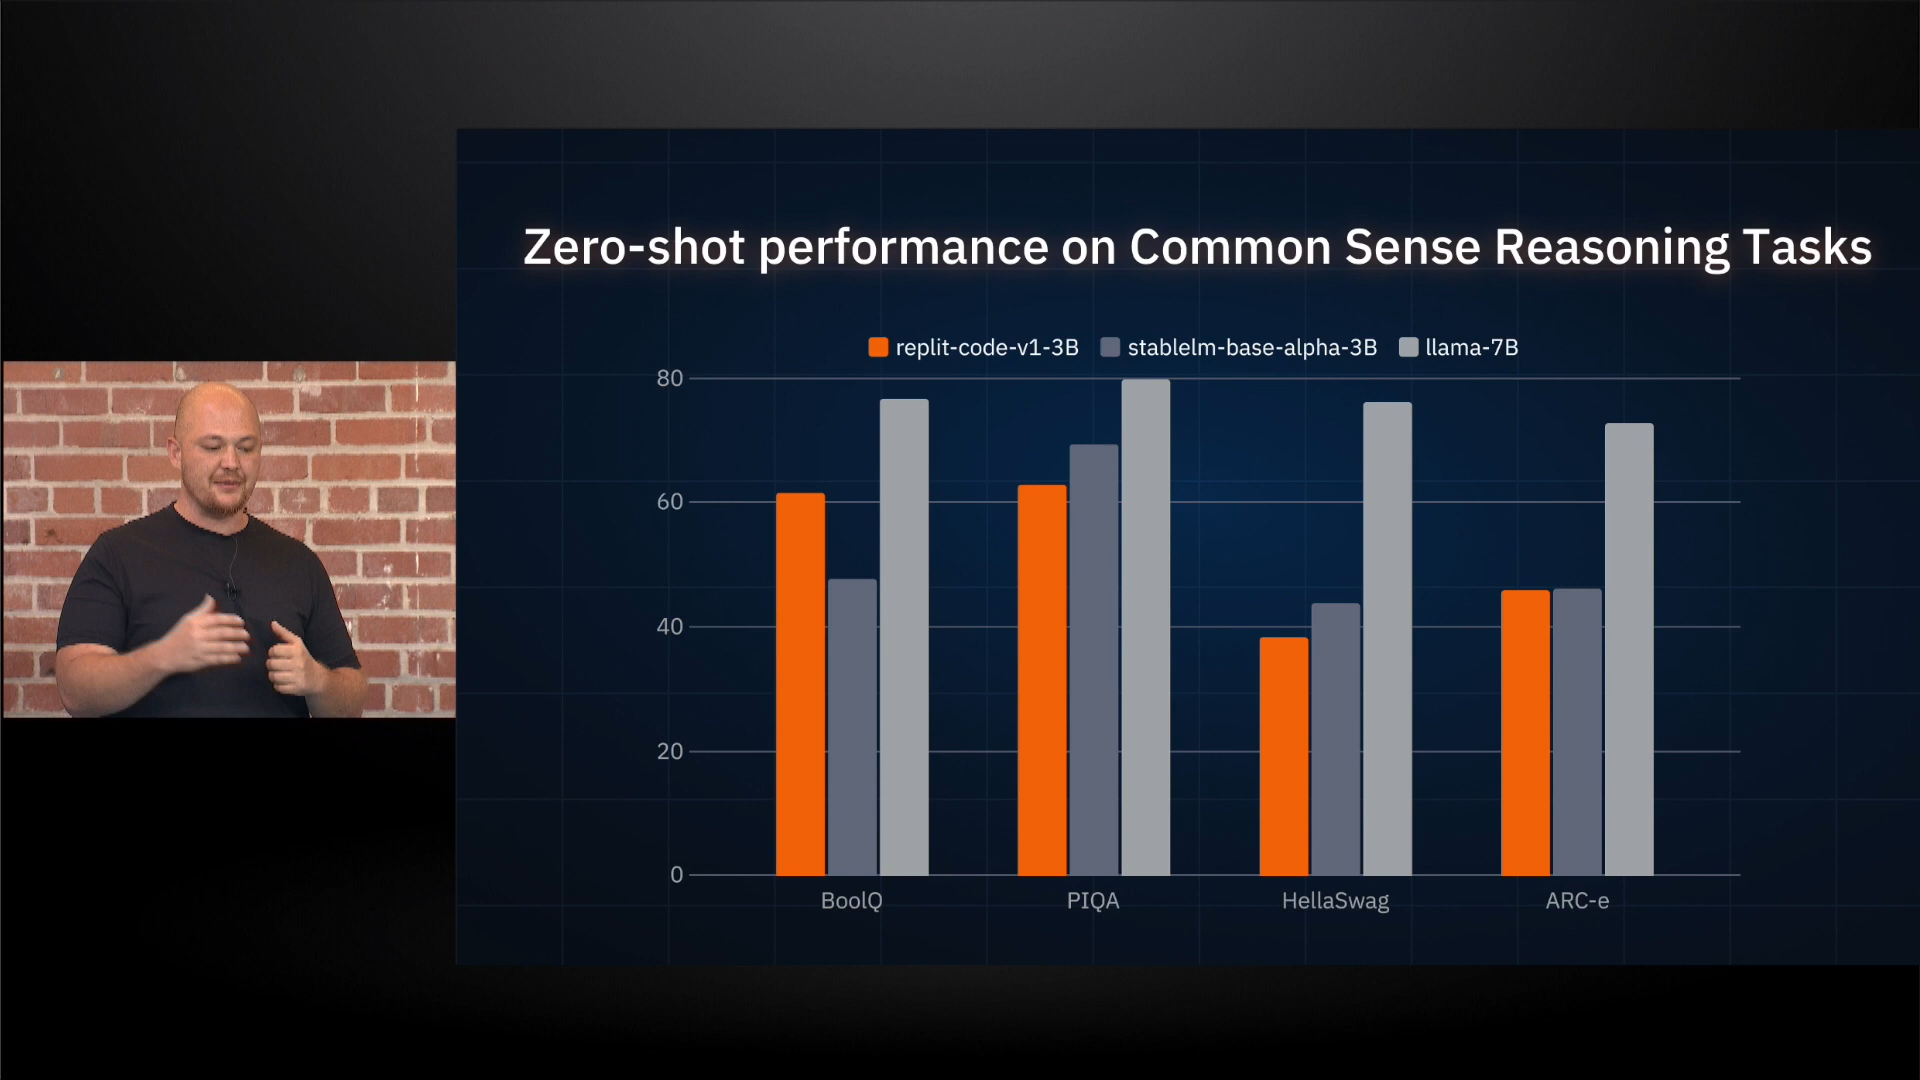 Zero-shot performance on Common Sense Reasoning Tasks
replit-code-v1-3B stablelm-base-alpha-3B llama-7B
80
60
40
20
0
BoolQ PIQA HellaSwag ARC-e